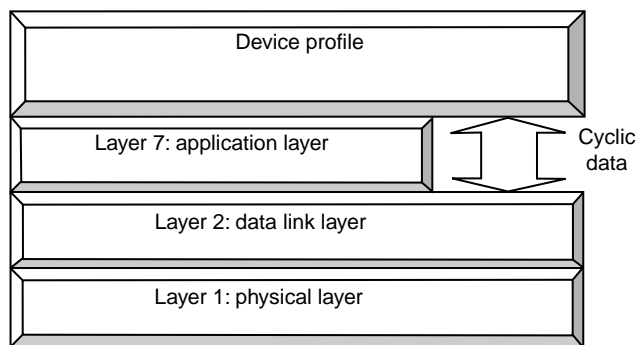 Device profile
Layer 7: application layer
Cyclic
data
Layer 2: data link layer
Layer 1: physical layer